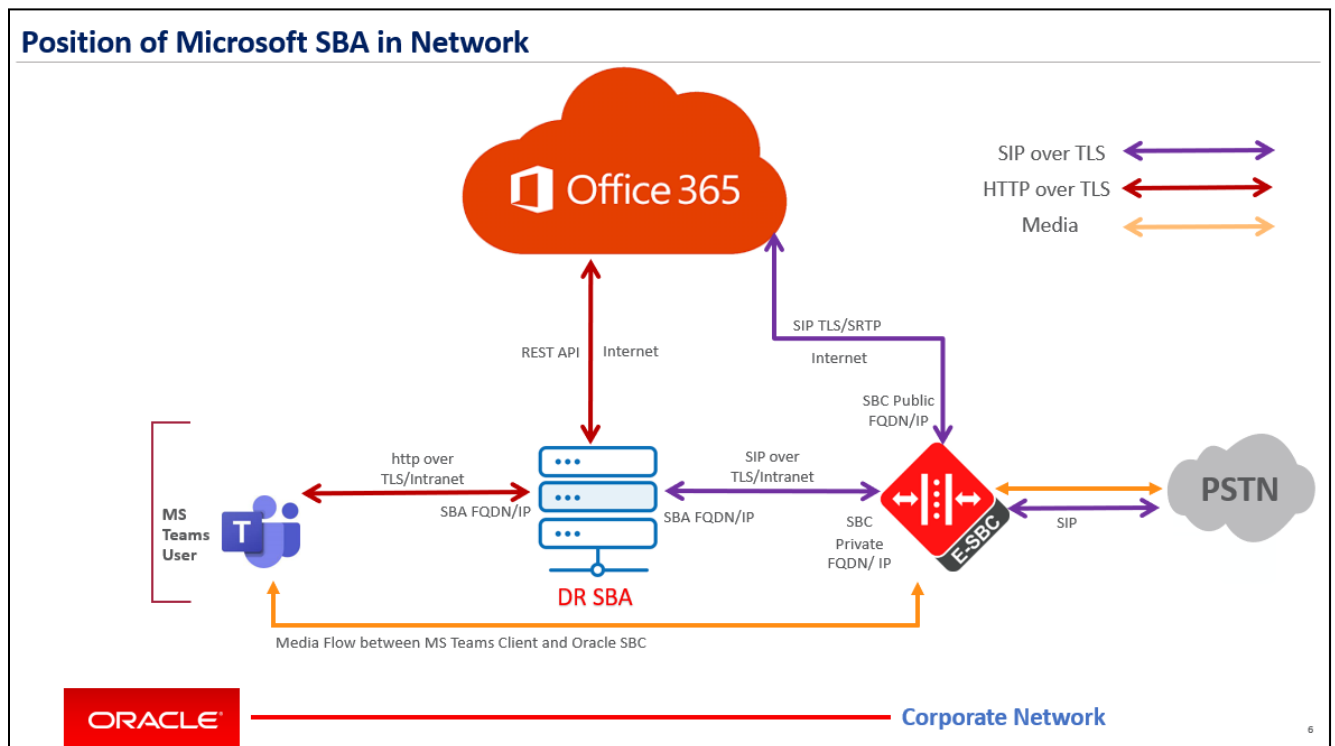 Position of Microsoft SBA in Network
Office 365
SIP over TLS
HTTP over TLS
Media
REST API
Internet
SIP TLS/SRTP
Internet
SBC Public
FQDN/IP
MS
Teams
User
T
http over
TLS/Intranet
SBA FQDN/IP
DR SBA
SIP over
TLS/Intranet
SBA FQDN/IP
SBC
Private
FQDN/ IP
E-SBC
SIP
PSTN
Media Flow between MS Teams Client and Oracle SBC
ORACLE
Corporate Network
6